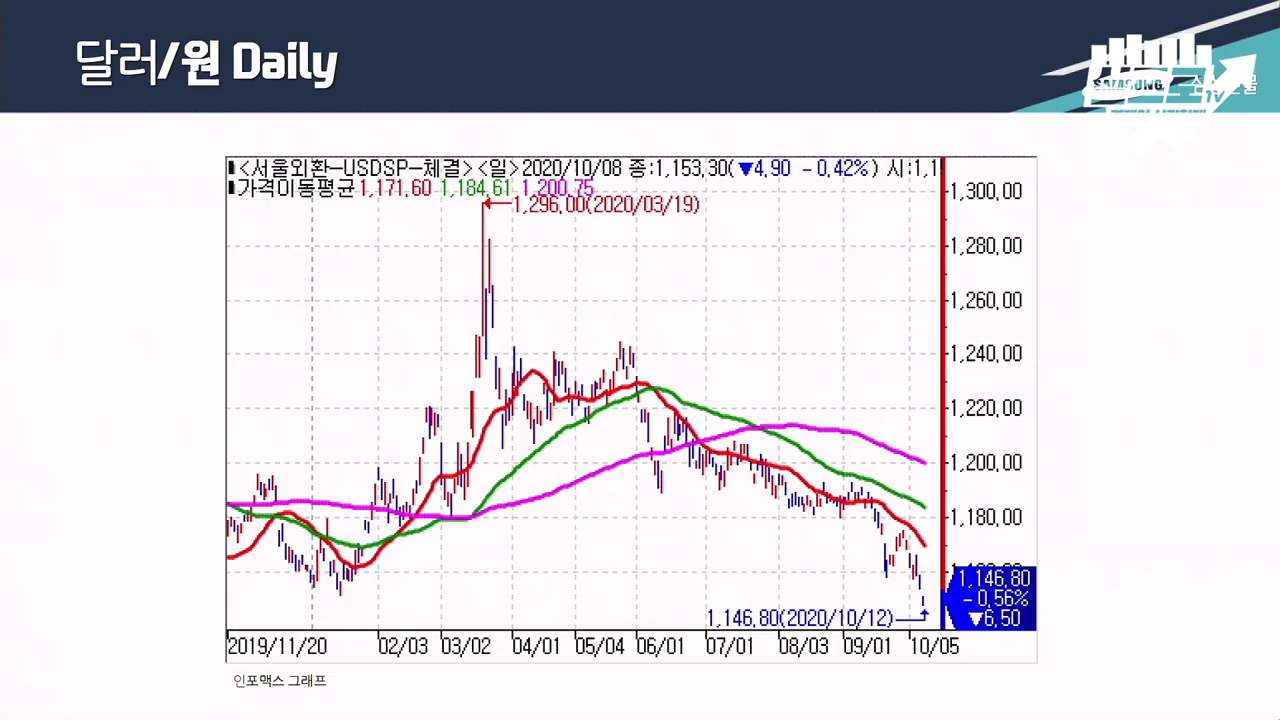 달러/원 Daily
SAMSUNG
<서울외환-USDSP-체결><일>2020/10/08 종:1,153.30(▼4.90 -0.42%) 시:1,1
가격이동평균 1,171.60 1,184.61 1,200.75
1,296.00(2020/03/19)
1,300.00
1,280.00
1,260.00
1,240.00
1,220.00
1,200.00
1,180.00
1,146.80
-0.56%
▼6.50
1,146.80(2020/10/12)
2019/11/20 02/03 03/02 04/01 05/04 06/01 07/01 08/03 09/01 10/05
인포맥스 그래프